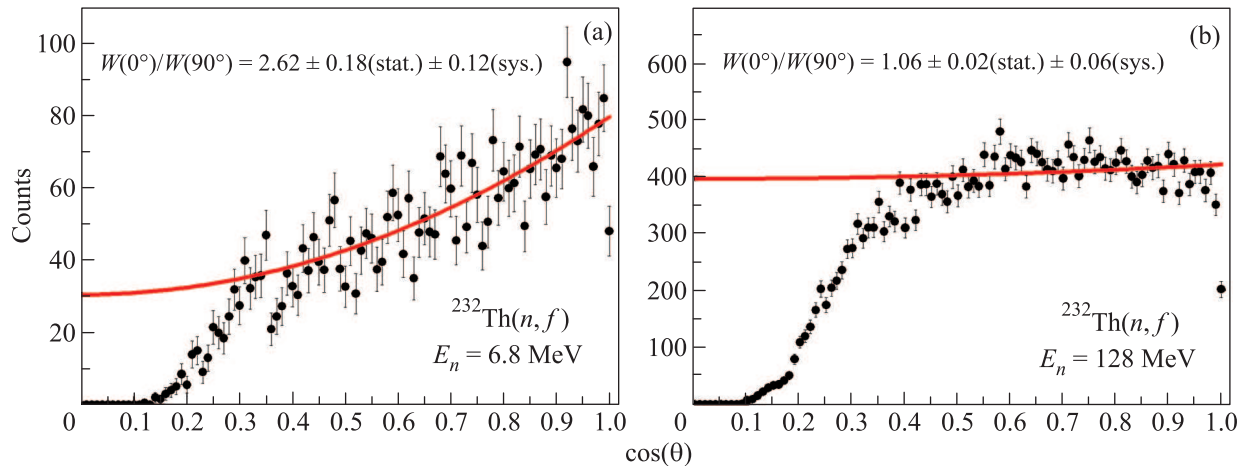 (a)
W(0°)/W(90°) = 2.62 ± 0.18(stat.) ± 0.12(sys.)
100
80
60
40
20
Counts
²³²Th(n, f)
Eₙ = 6.8 MeV
0 0.1 0.2 0.3 0.4 0.5 0.6 0.7 0.8 0.9 1.0
(b)
W(0°)/W(90°) = 1.06 ± 0.02(stat.) ± 0.06(sys.)
600
500
400
300
200
100
²³²Th(n, f)
Eₙ = 128 MeV
0 0.1 0.2 0.3 0.4 0.5 0.6 0.7 0.8 0.9 1.0
cos(θ)